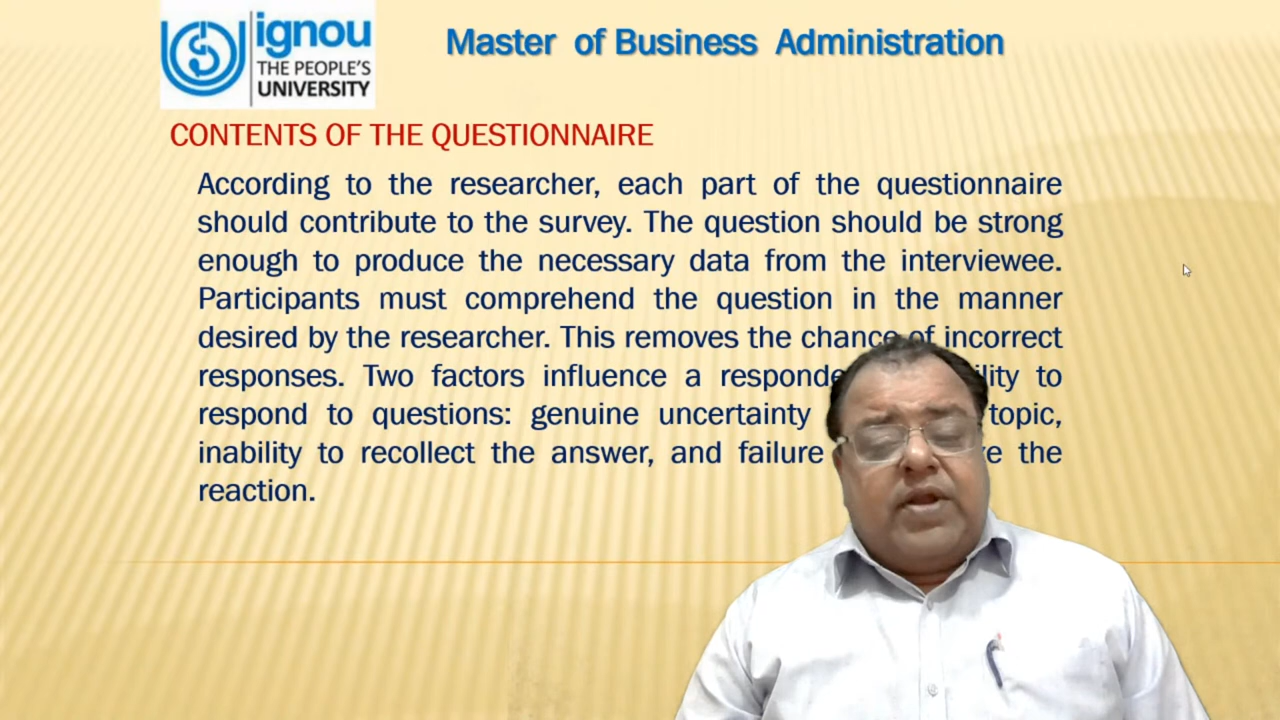 ignou
THE PEOPLE'S
UNIVERSITY
Master of Business Administration
CONTENTS OF THE QUESTIONNAIRE
According to the researcher, each part of the questionnaire
should contribute to the survey. The question should be strong
enough to produce the necessary data from the interviewee.
Participants must comprehend the question in the manner
desired by the researcher. This removes the chance of incorrect
responses. Two factors influence a to
respond to questions: genuine uncertainty topic,
inability to recollect the answer, and failure the
reaction.